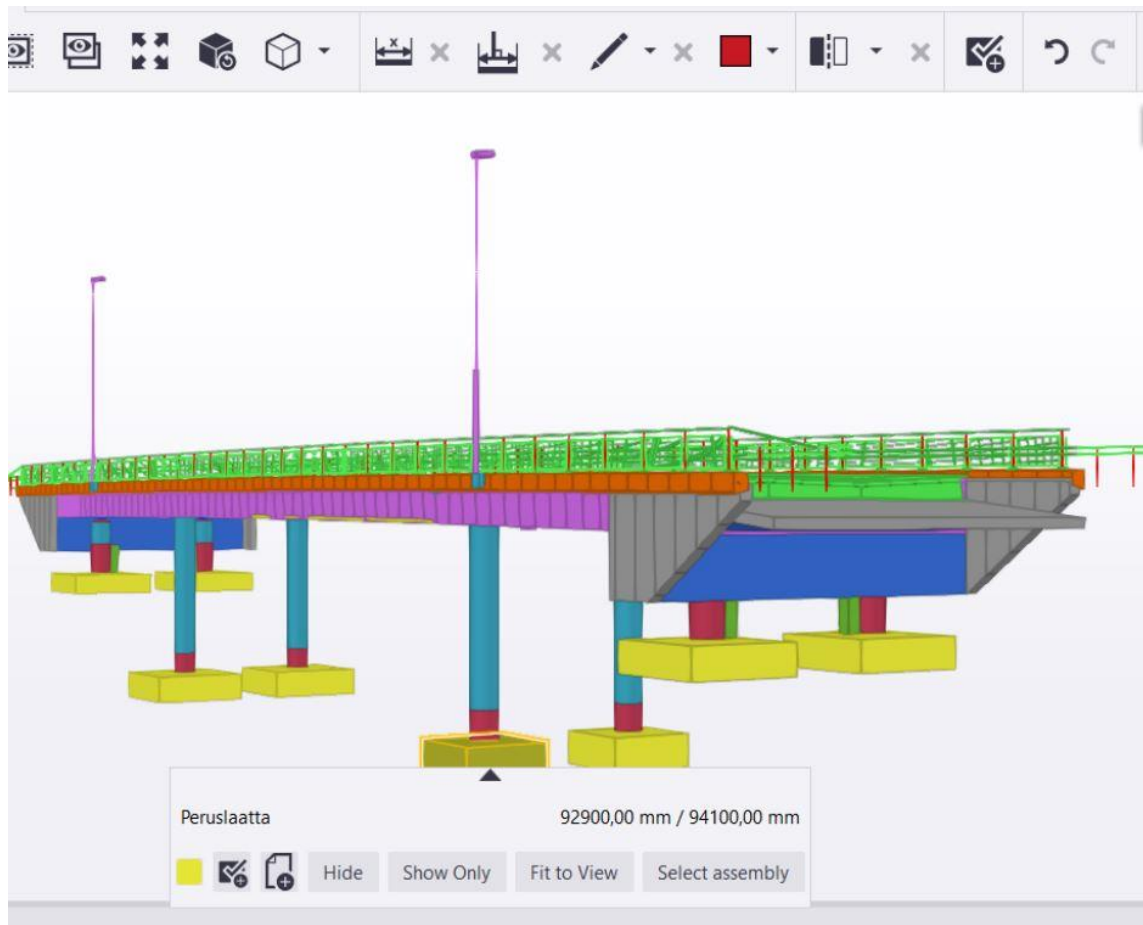 Peruslaatta 92900,00 mm / 94100,00 mm
Hide Show Only Fit to View Select assembly